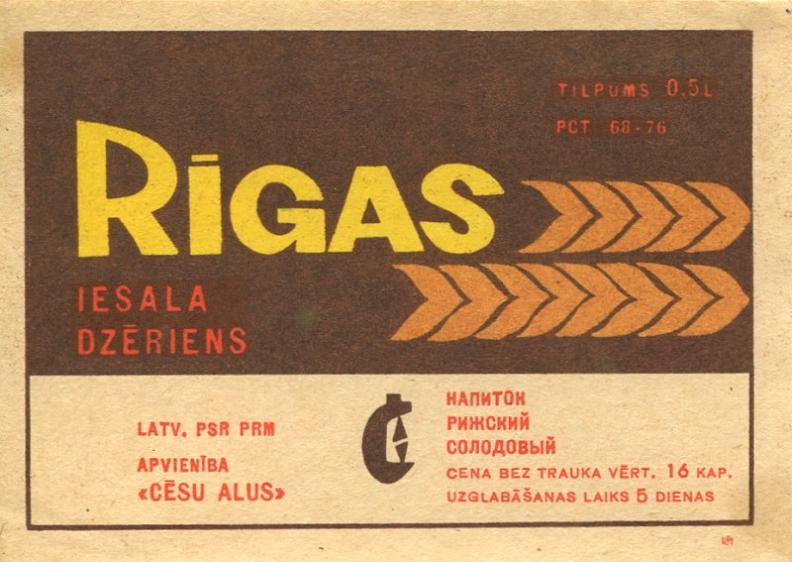 TILPUMS 0,5L
PCT 68-76
RĪGAS
IESALA
DZĒRIENS
LATV. PSR PRM
APVIENĪBA
«CĒSU ALUS»
НАПИТОК
РИЖСКИЙ
СОЛОДОВЫЙ
CENA BEZ TRAUKA VĒRT. 16 KAP.
UZGLABĀŠANAS LAIKS 5 DIENAS